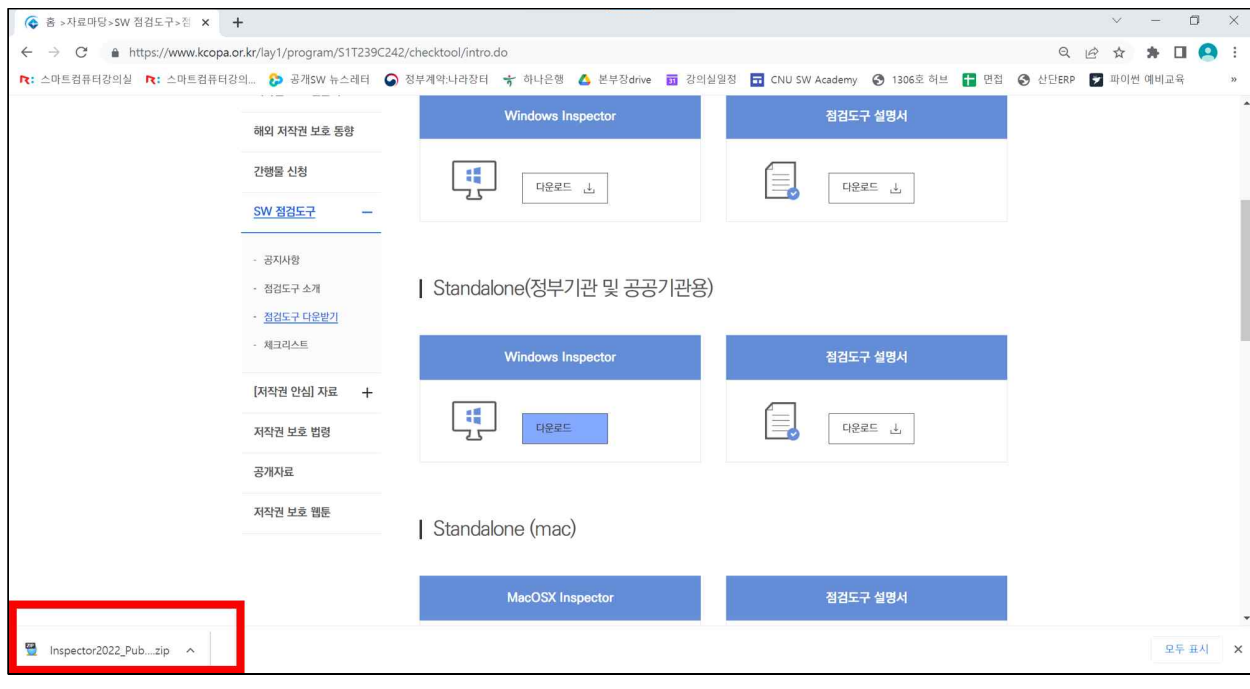 홈 >자료마당>SW 점검도구>점
https://www.kcopa.or.kr/lay1/program/S1T239C242/checktool/intro.do
스마트컴퓨터강의실 스마트컴퓨터강의... 공개SW 뉴스레터 정부계약:나라장터 하나은행 본부장drive 강의실일정 CNU SW Academy 1306호 허브 면접 산단ERP 파이썬 예비교육 »
해외 저작권 보호 동향
간행물 신청
SW 점검도구
- 공지사항
- 점검도구 소개
- 점검도구 다운받기
- 체크리스트
[저작권 안심] 자료
저작권 보호 법령
공개자료
저작권 보호 웹툰
Windows Inspector 점검도구 설명서
다운로드 다운로드
Standalone(정부기관 및 공공기관용)
Windows Inspector 점검도구 설명서
다운로드 다운로드
Standalone (mac)
MacOSX Inspector 점검도구 설명서
Inspector2022_Pub....zip 모두 표시